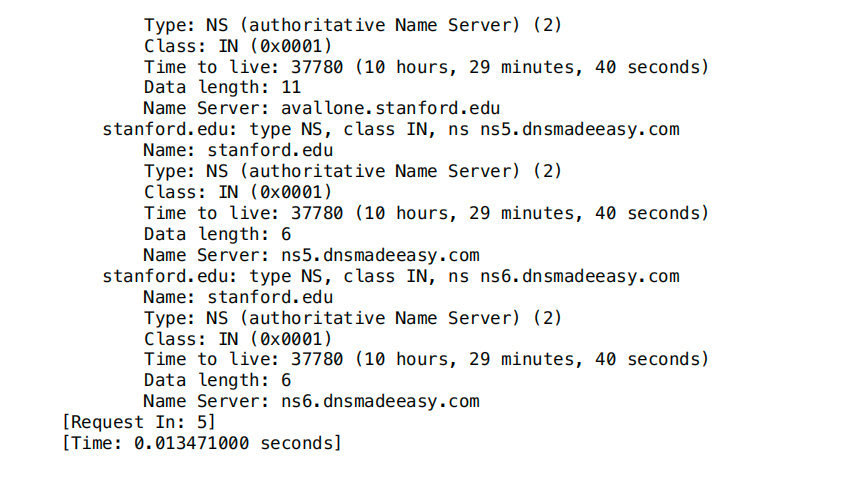 Type: NS (authoritative Name Server) (2)
Class: IN (0x0001)
Time to live: 37780 (10 hours, 29 minutes, 40 seconds)
Data length: 11
Name Server: avallone.stanford.edu
stanford.edu: type NS, class IN, ns ns5.dnsmadeeasy.com
Name: stanford.edu
Type: NS (authoritative Name Server) (2)
Class: IN (0x0001)
Time to live: 37780 (10 hours, 29 minutes, 40 seconds)
Data length: 6
Name Server: ns5.dnsmadeeasy.com
stanford.edu: type NS, class IN, ns ns6.dnsmadeeasy.com
Name: stanford.edu
Type: NS (authoritative Name Server) (2)
Class: IN (0x0001)
Time to live: 37780 (10 hours, 29 minutes, 40 seconds)
Data length: 6
Name Server: ns6.dnsmadeeasy.com
[Request In: 5]
[Time: 0.013471000 seconds]